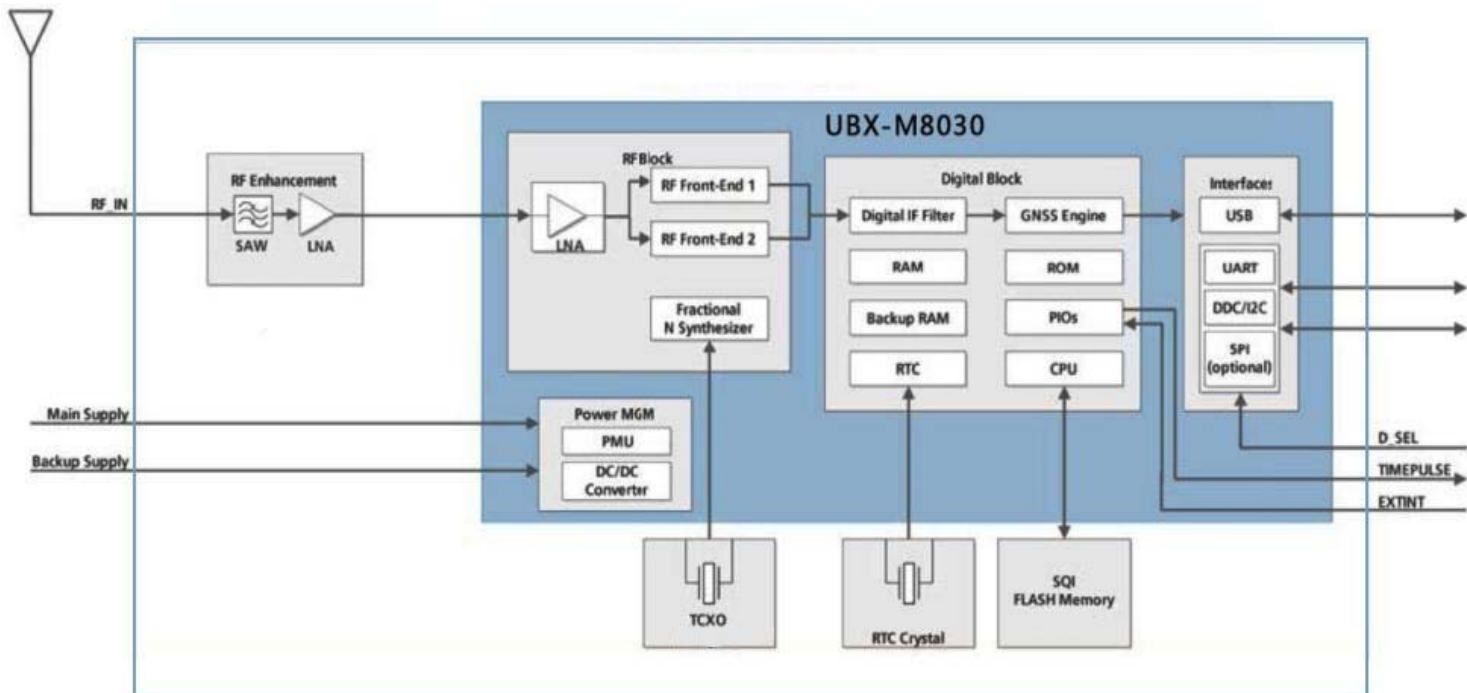 UBX-M8030
RF Enhancement
SAW
LNA
RF_IN
RFBlock
LNA
RF Front-End 1
RF Front-End 2
Fractional
N Synthesizer
Digital Block
Digital IF Filter
GNSS Engine
RAM
ROM
Backup RAM
PIOs
RTC
CPU
Interfaces
USB
UART
DDC/I2C
SPI
(optional)
Main Supply
Backup Supply
Power MGM
PMU
DC/DC
Converter
D_SEL
TIMEPULSE
EXTINT
TCXO
RTC Crystal
SQI
FLASH Memory